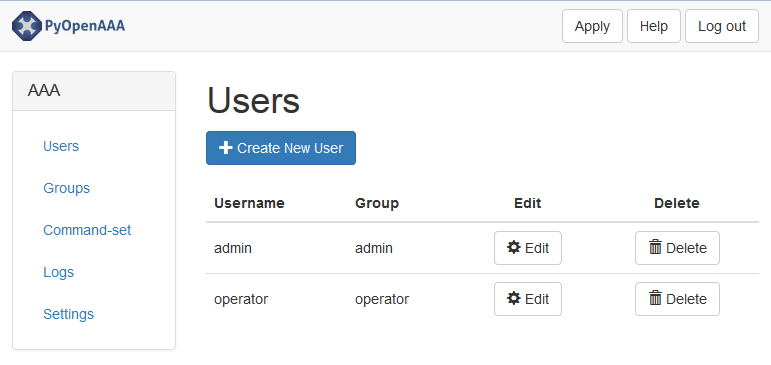 PyOpenAAA
Apply Help Log out
AAA
Users
Groups
Command-set
Logs
Settings
Users
Create New User
Username Group Edit Delete
admin admin Edit Delete
operator operator Edit Delete